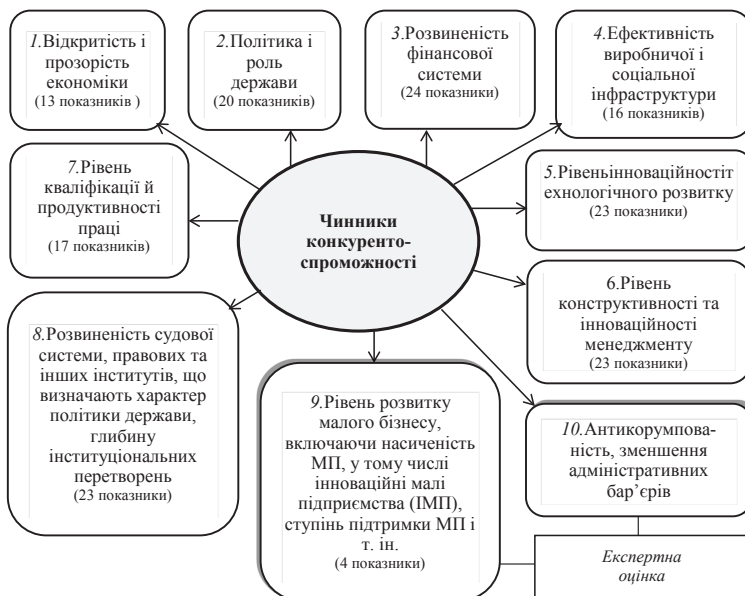 1.Відкритість і
прозорість
економіки
(13 показників )
2.Політика і
роль
держави
(20 показників)
3.Розвиненість
фінансової
системи
(24 показники)
4.Ефективність
виробничої і
соціальної
інфраструктури
(16 показників)
7.Рівень
кваліфікації й
продуктивності
праці
(17 показників)
Чинники
конкуренто-
спроможності
5.Рівеньінноваційностіт
ехнологічного розвитку
(23 показники)
6.Рівень
конструктивності та
інноваційності
менеджменту
(23 показники)
8.Розвиненість судової
системи, правових та
інших інститутів, що
визначають характер
політики держави,
глибину
інституціональних
перетворень
(23 показники)
9.Рівень розвитку
малого бізнесу,
включаючи насиченість
МП, у тому числі
інноваційні малі
підприємства (ІМП),
ступінь підтримки МП і
т. ін.
(4 показники)
10.Антикорумпова-
ність, зменшення
адміністративних
бар’єрів
Експертна
оцінка